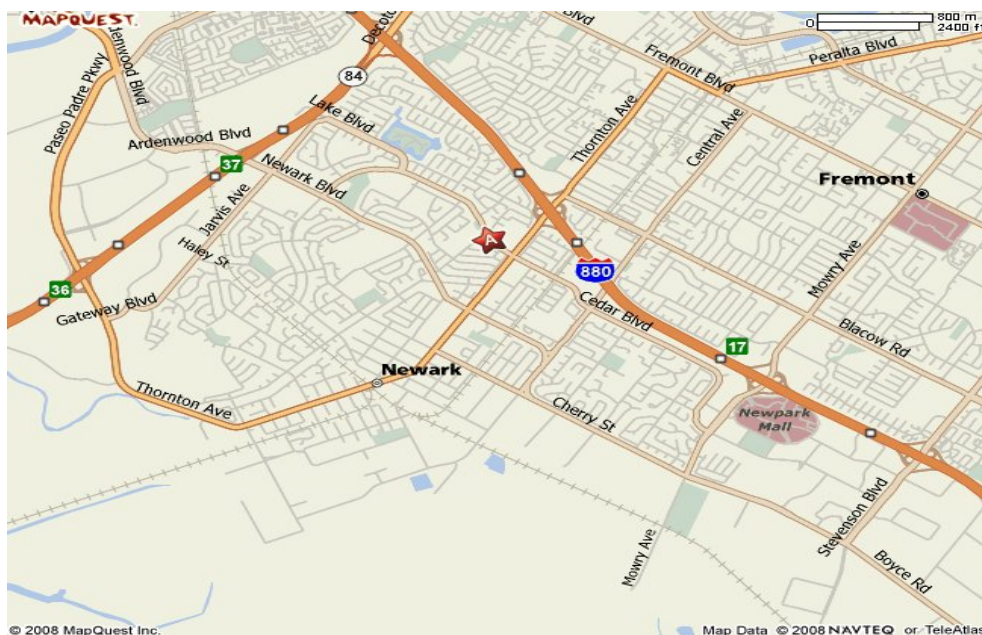 MAPQUEST.
0 800 m
2400 ft
Peralta Blvd
Fremont Blvd
Decoto
84
Paseo Padre Pkwy
denwood Blvd
Lake Blvd
Ardenwood Blvd
Thornton Ave
Central Ave
37
Newark Blvd
Jarvis Ave
Fremont
Haley St
A
880
Mowry Ave
36
Gateway Blvd
Cedar Blvd
Blacow Rd
17
Newark
Thornton Ave
Cherry St
Newpark
Mall
Stevenson Blvd
Mowry Ave
Boyce Rd
© 2008 MapQuest Inc.
Map Data © 2008 NAVTEQ or TeleAtlas